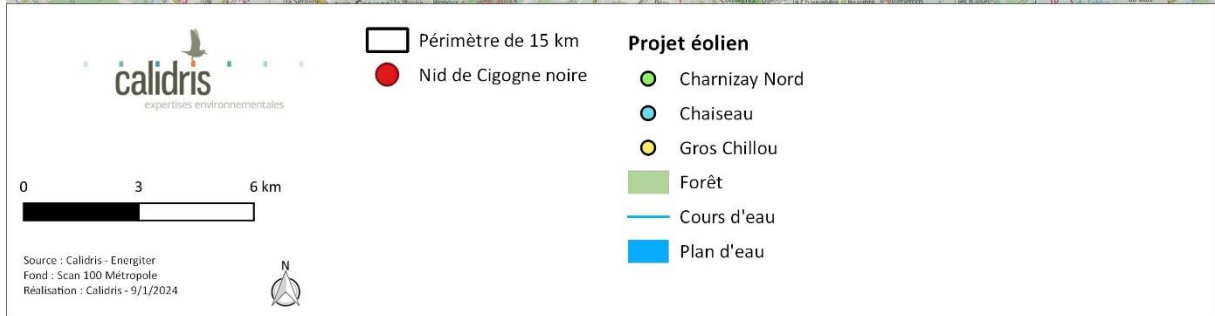 calidris
expertises environnementales
Périmètre de 15 km
Nid de Cigogne noire
Projet éolien
Charnizay Nord
Chaiseau
Gros Chillou
Forêt
Cours d'eau
Plan d'eau
0 3 6 km
Source : Calidris - Energiter
Fond : Scan 100 Métropole
Réalisation : Calidris - 9/1/2024
N